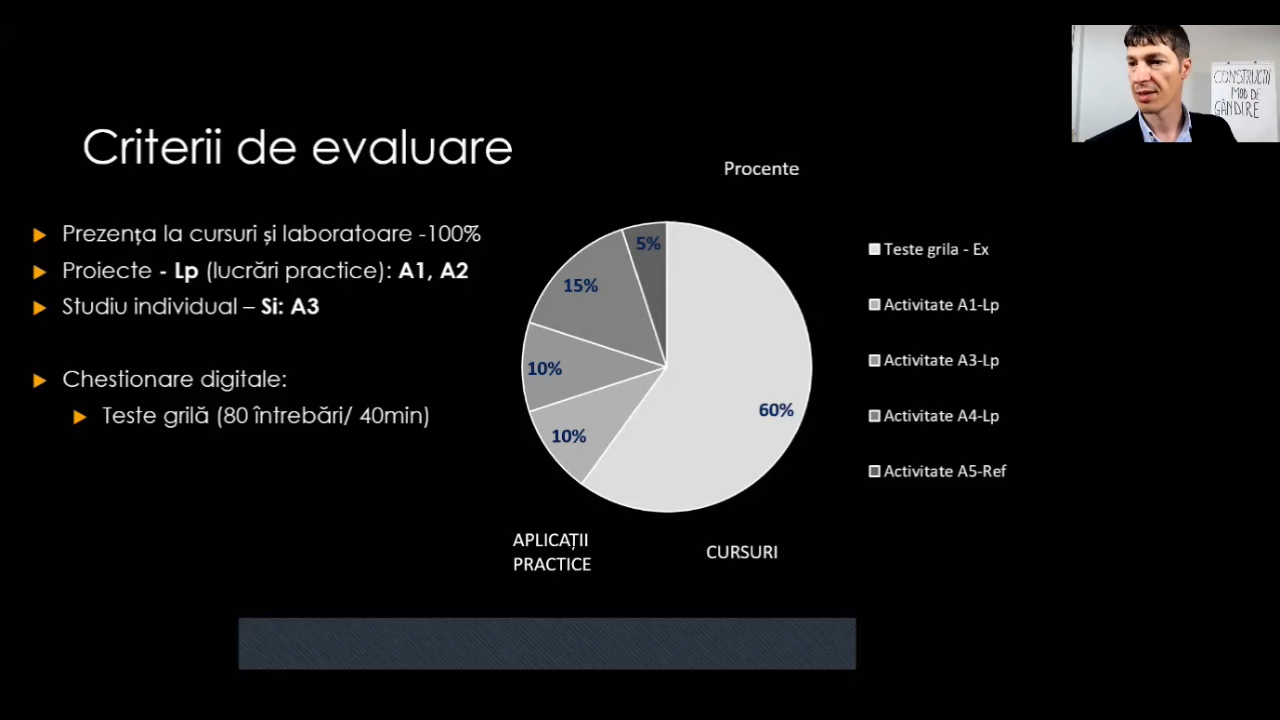 CONSTRUCȚII
MOD DE
GÂNDIRE
Criterii de evaluare
Prezența la cursuri și laboratoare -100%
Proiecte - Lp (lucrări practice): A1, A2
Studiu individual – Si: A3
Chestionare digitale:
Teste grilă (80 întrebări/ 40min)
Procente
5%
15%
10%
10%
60%
Teste grila - Ex
Activitate A1-Lp
Activitate A3-Lp
Activitate A4-Lp
Activitate A5-Ref
APLICAȚII
PRACTICE
CURSURI